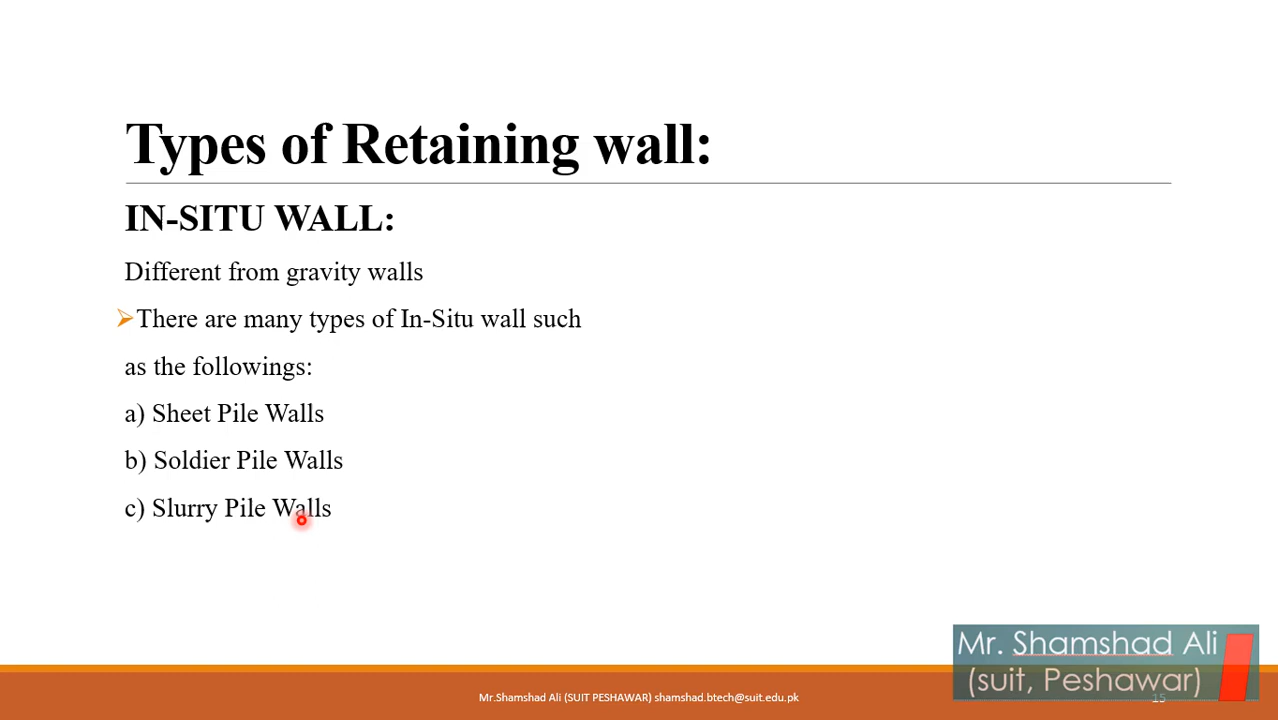 Types of Retaining wall:
IN-SITU WALL:
Different from gravity walls
There are many types of In-Situ wall such
as the followings:
a) Sheet Pile Walls
b) Soldier Pile Walls
c) Slurry Pile Walls
Mr. Shamshad Ali
(suit, Peshawar)
Mr.Shamshad Ali (SUIT PESHAWAR) shamshad.btech@suit.edu.pk
15